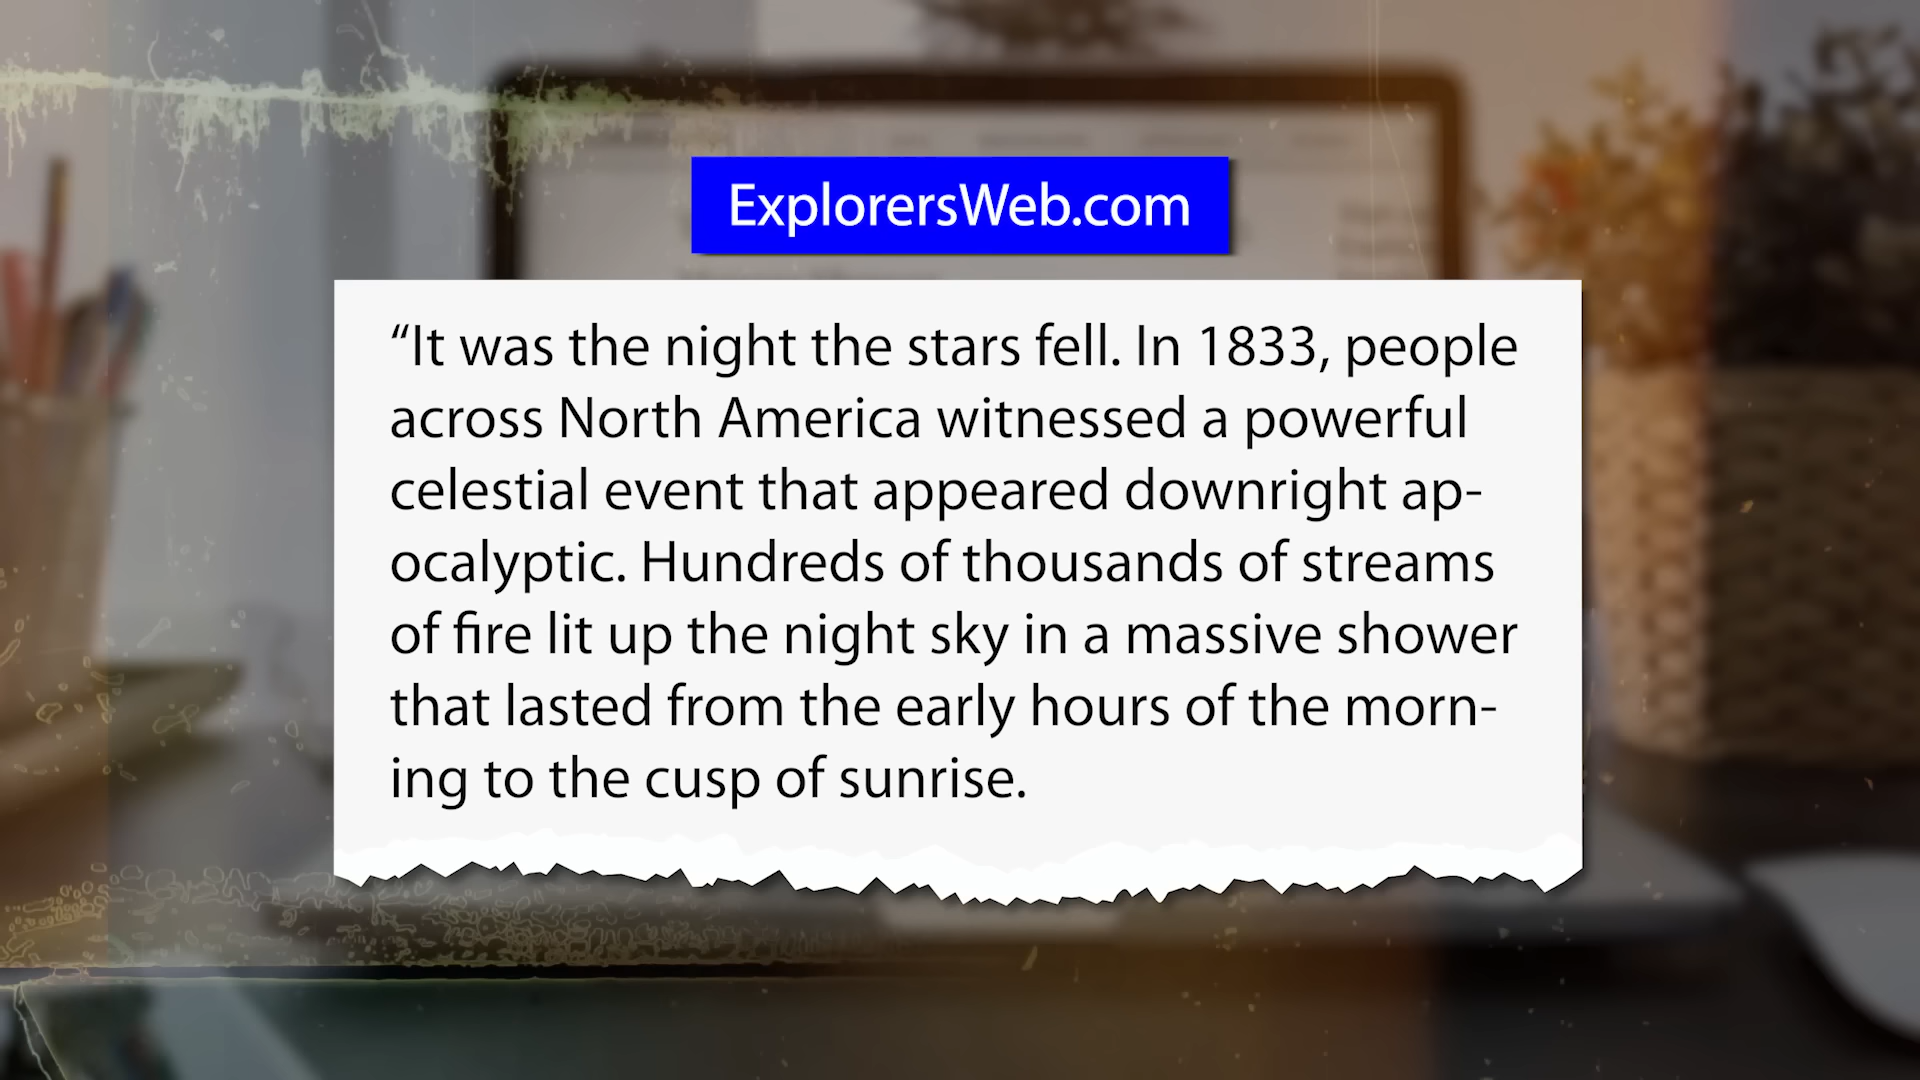 ExplorersWeb.com
“It was the night the stars fell. In 1833, people
across North America witnessed a powerful
celestial event that appeared downright ap-
ocalyptic. Hundreds of thousands of streams
of fire lit up the night sky in a massive shower
that lasted from the early hours of the morn-
ing to the cusp of sunrise.